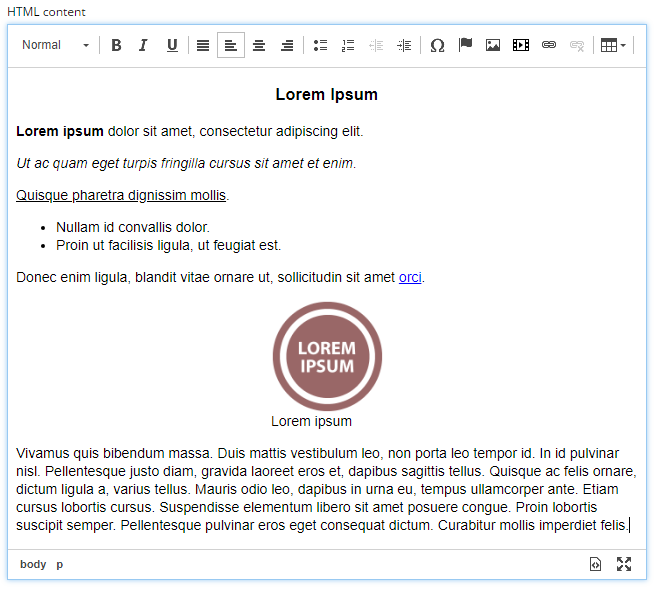 HTML content
Normal B I U Ω
Lorem Ipsum
Lorem ipsum dolor sit amet, consectetur adipiscing elit.
Ut ac quam eget turpis fringilla cursus sit amet et enim.
Quisque pharetra dignissim mollis.
• Nullam id convallis dolor.
• Proin ut facilisis ligula, ut feugiat est.
Donec enim ligula, blandit vitae ornare ut, sollicitudin sit amet orci.
LOREM
IPSUM
Lorem ipsum
Vivamus quis bibendum massa. Duis mattis vestibulum leo, non porta leo tempor id. In id pulvinar
nisl. Pellentesque justo diam, gravida laoreet eros et, dapibus sagittis tellus. Quisque ac felis ornare,
dictum ligula a, varius tellus. Mauris odio leo, dapibus in urna eu, tempus ullamcorper ante. Etiam
cursus lobortis cursus. Suspendisse elementum libero sit amet posuere congue. Proin lobortis
suscipit semper. Pellentesque pulvinar eros eget consequat dictum. Curabitur mollis imperdiet felis.
body p